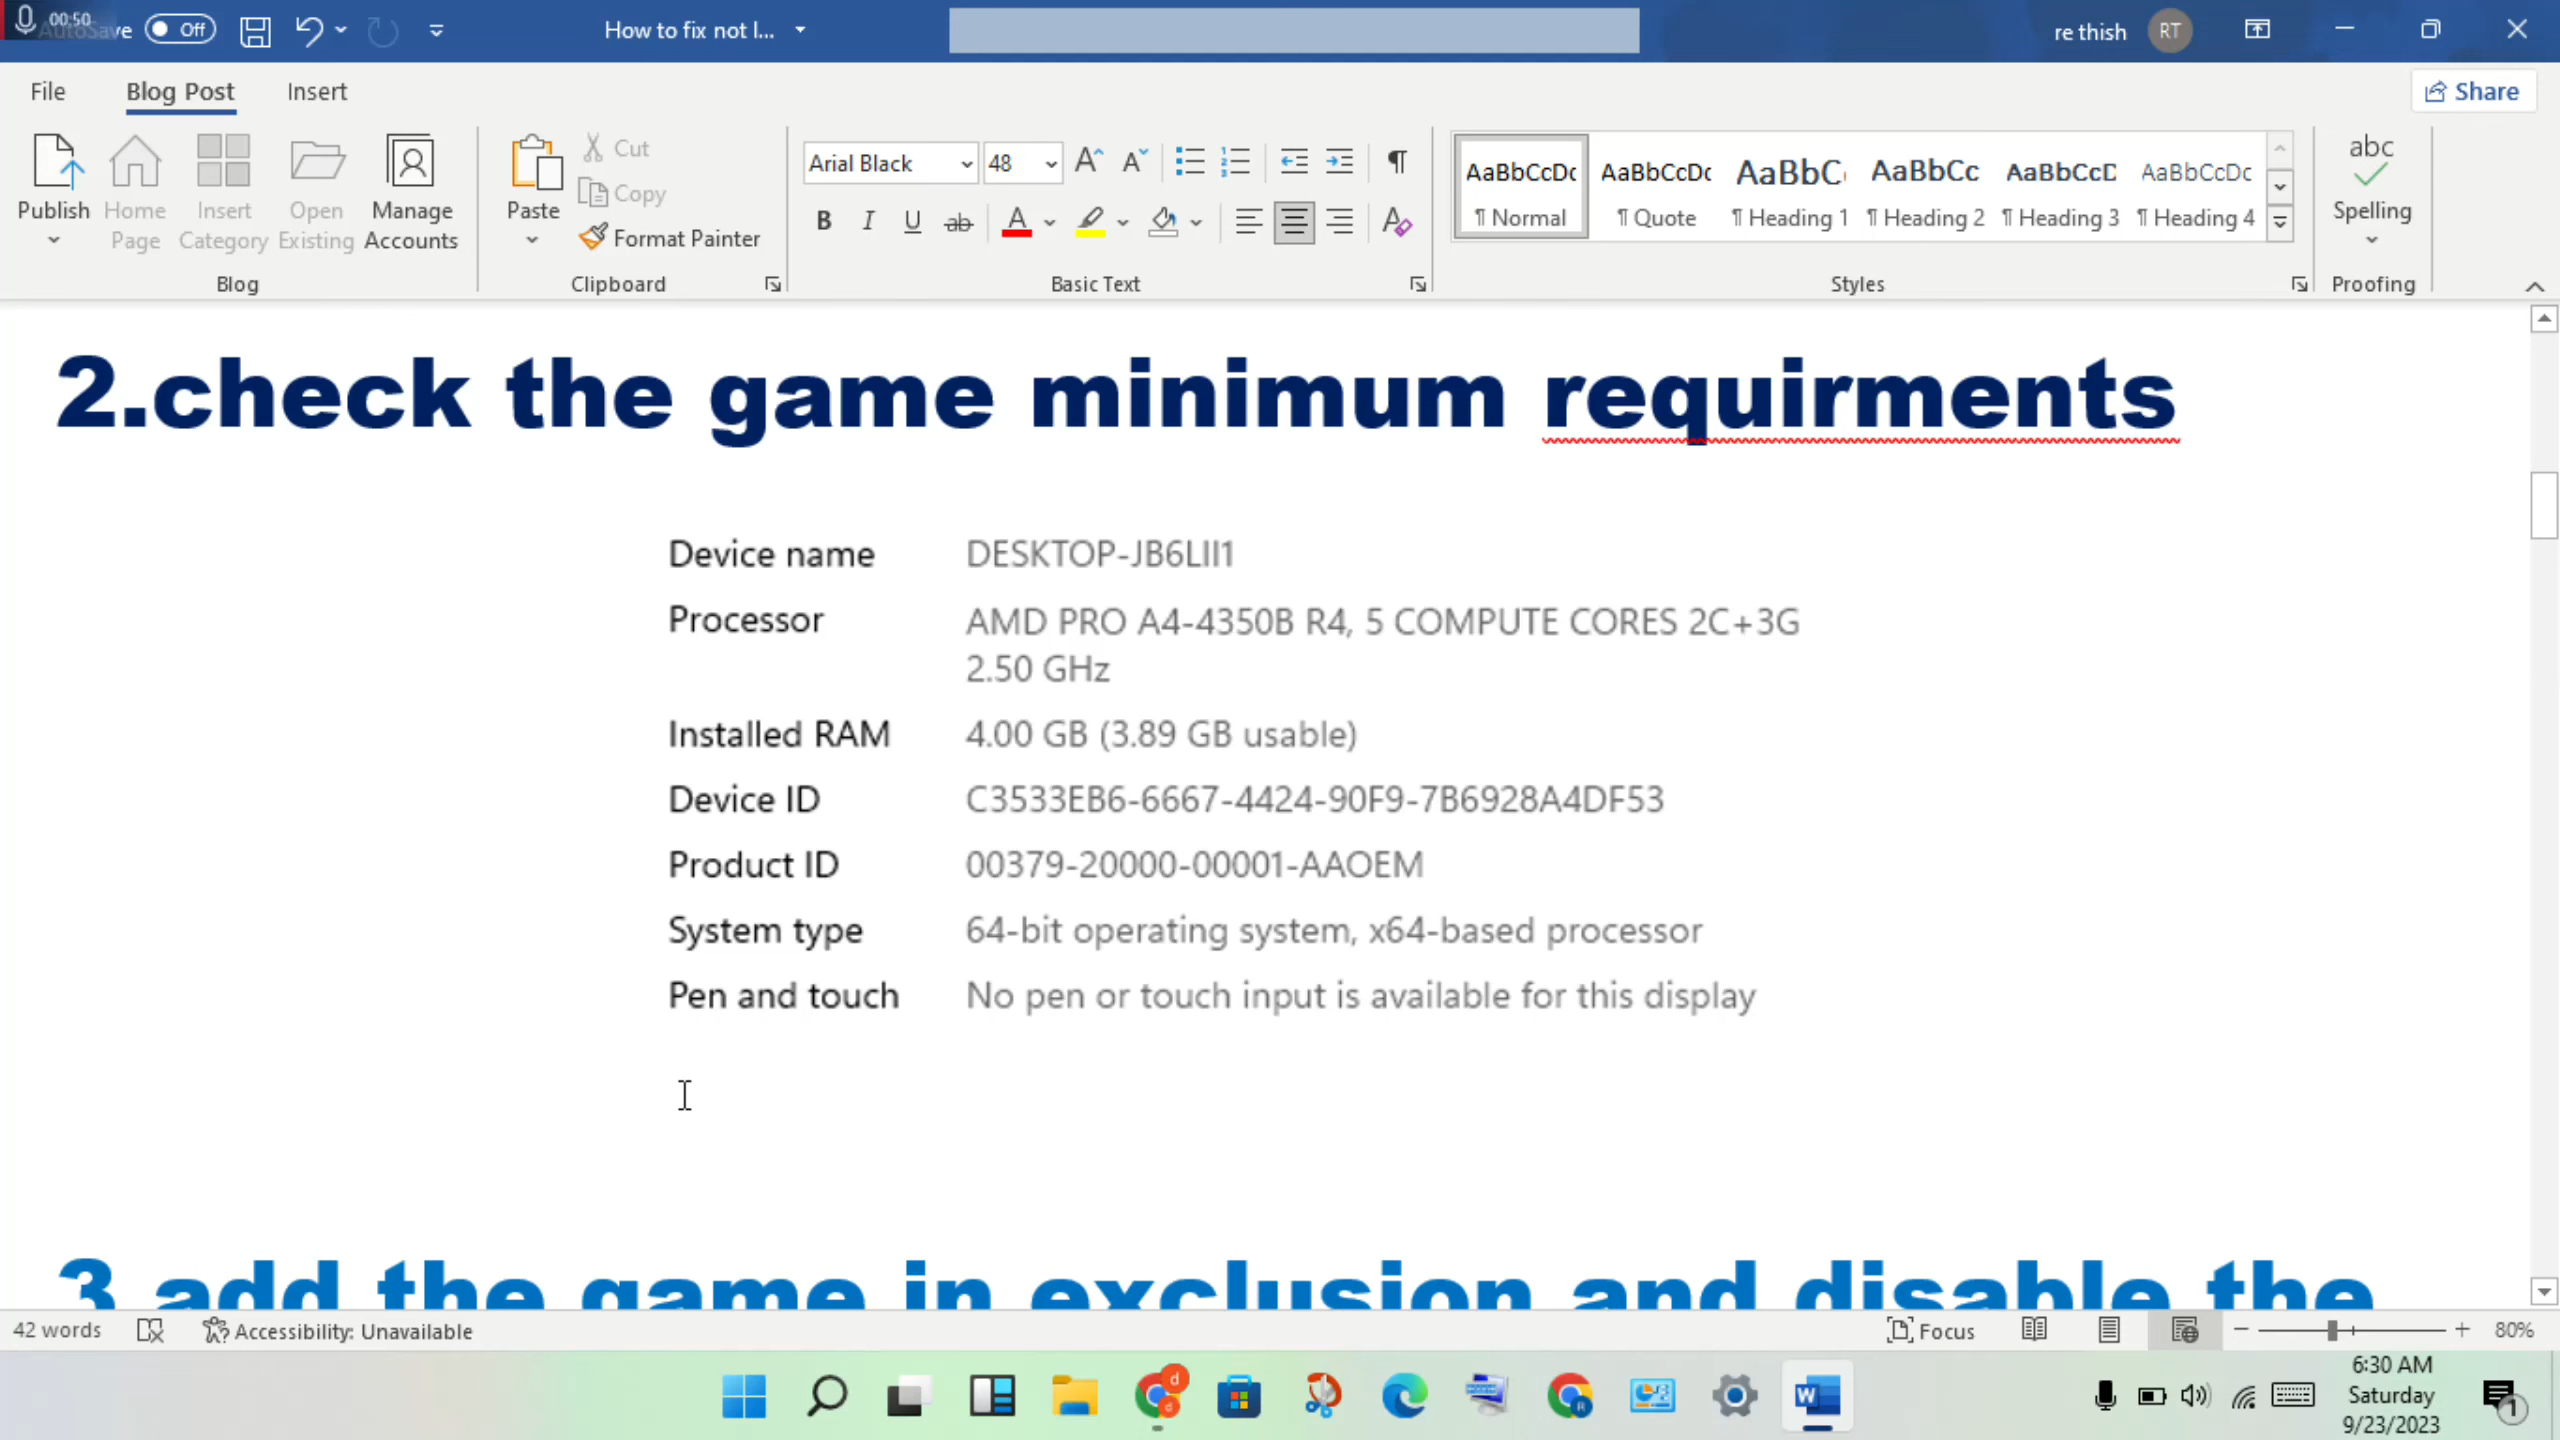 00:50
AutoSave Off How to fix not l... re thish RT
File Blog Post Insert Share
Publish Home Page Insert Category Open Existing Manage Accounts
Paste Cut
Copy
Format Painter
Arial Black 48
AaBbCcDc AaBbCcDc AaBbC AaBbCc AaBbCcD AaBbCcDc
¶ Normal ¶ Quote ¶ Heading 1 ¶ Heading 2 ¶ Heading 3 ¶ Heading 4
abc
Spelling
Blog Clipboard Basic Text Styles Proofing
2.check the game minimum requirments
Device name DESKTOP-JB6LII1
Processor AMD PRO A4-4350B R4, 5 COMPUTE CORES 2C+3G
2.50 GHz
Installed RAM 4.00 GB (3.89 GB usable)
Device ID C3533EB6-6667-4424-90F9-7B6928A4DF53
Product ID 00379-20000-00001-AAOEM
System type 64-bit operating system, x64-based processor
Pen and touch No pen or touch input is available for this display
3 add the game in exclusion and disable the
42 words Accessibility: Unavailable Focus 80%
6:30 AM
Saturday
9/23/2023
1